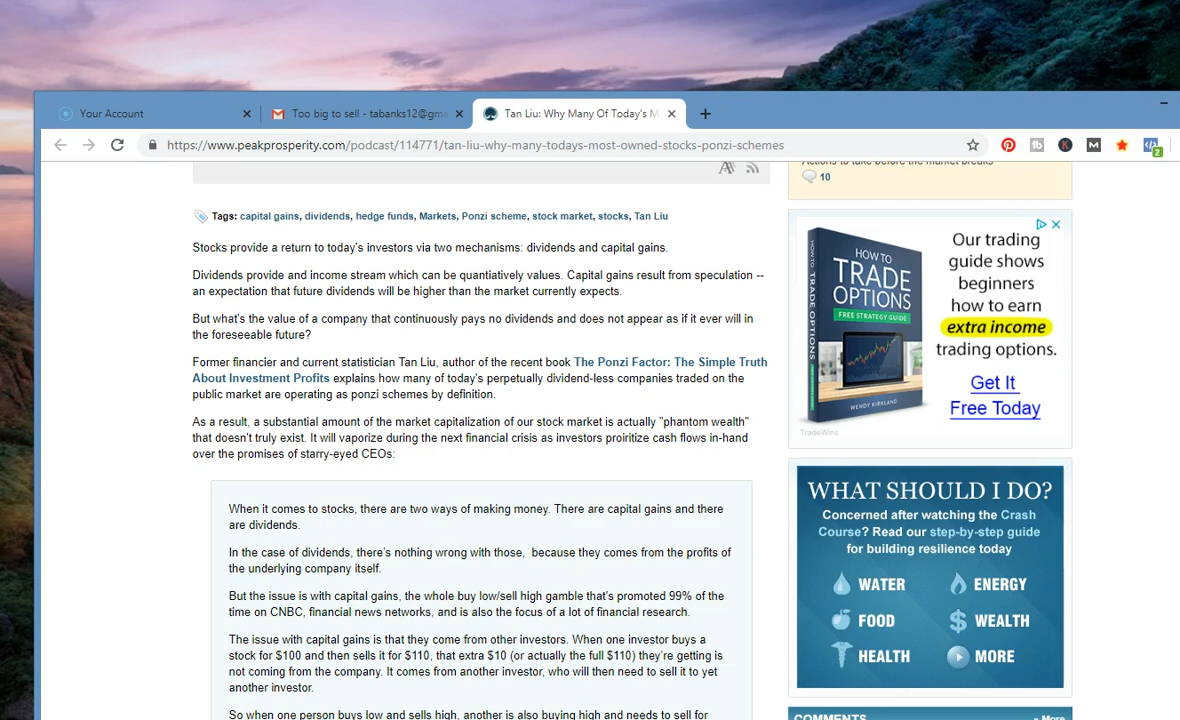 Your Account
Too big to sell - tabanks12@gm
Tan Liu: Why Many Of Today's M
https://www.peakprosperity.com/podcast/114771/tan-liu-why-many-todays-most-owned-stocks-ponzi-schemes
2
Actions to take before the market breaks
10
Tags: capital gains, dividends, hedge funds, Markets, Ponzi scheme, stock market, stocks, Tan Liu
Stocks provide a return to today's investors via two mechanisms: dividends and capital gains.
Dividends provide and income stream which can be quantiatively values. Capital gains result from speculation --
an expectation that future dividends will be higher than the market currently expects.
But what's the value of a company that continuously pays no dividends and does not appear as if it ever will in
the foreseeable future?
Former financier and current statistician Tan Liu, author of the recent book The Ponzi Factor: The Simple Truth
About Investment Profits explains how many of today's perpetually dividend-less companies traded on the
public market are operating as ponzi schemes by definition.
As a result, a substantial amount of the market capitalization of our stock market is actually "phantom wealth"
that doesn't truly exist. It will vaporize during the next financial crisis as investors proiritize cash flows in-hand
over the promises of starry-eyed CEOs:
When it comes to stocks, there are two ways of making money. There are capital gains and there
are dividends.
In the case of dividends, there's nothing wrong with those, because they comes from the profits of
the underlying company itself.
But the issue is with capital gains, the whole buy low/sell high gamble that's promoted 99% of the
time on CNBC, financial news networks, and is also the focus of a lot of financial research.
The issue with capital gains is that they come from other investors. When one investor buys a
stock for $100 and then sells it for $110, that extra $10 (or actually the full $110) they're getting is
not coming from the company. It comes from another investor, who will then need to sell it to yet
another investor.
So when one person buys low and sells high, another is also buying high and needs to sell for
HOW TO TRADE OPTIONS
HOW TO
TRADE
OPTIONS
FREE STRATEGY GUIDE
WENDY KIRKLAND
TradeWins
Our trading
guide shows
beginners
how to earn
extra income
trading options.
Get It
Free Today
WHAT SHOULD I DO?
Concerned after watching the Crash
Course? Read our step-by-step guide
for building resilience today
WATER
ENERGY
FOOD
WEALTH
HEALTH
MORE
COMMENTS
» More